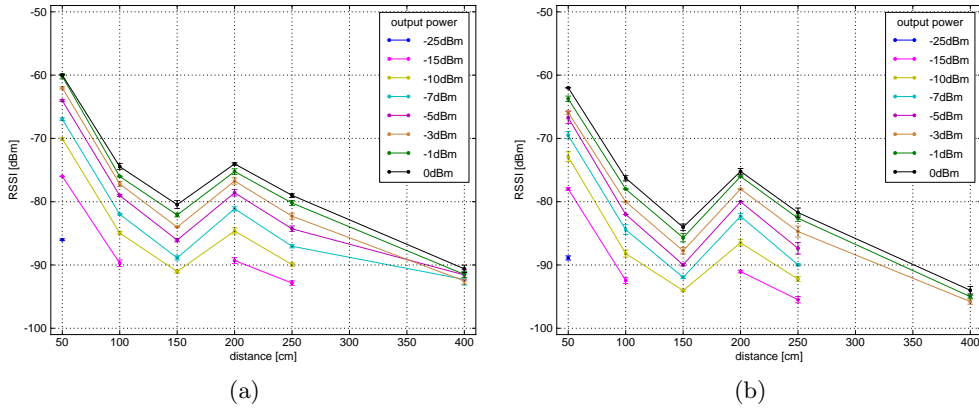 -50
-60
-70
-80
-90
-100
RSSI [dBm]
50 100 150 200 250 300 350 400
distance [cm]
output power
-25dBm
-15dBm
-10dBm
-7dBm
-5dBm
-3dBm
-1dBm
0dBm
(a)
-50
-60
-70
-80
-90
-100
RSSI [dBm]
50 100 150 200 250 300 350 400
distance [cm]
output power
-25dBm
-15dBm
-10dBm
-7dBm
-5dBm
-3dBm
-1dBm
0dBm
(b)